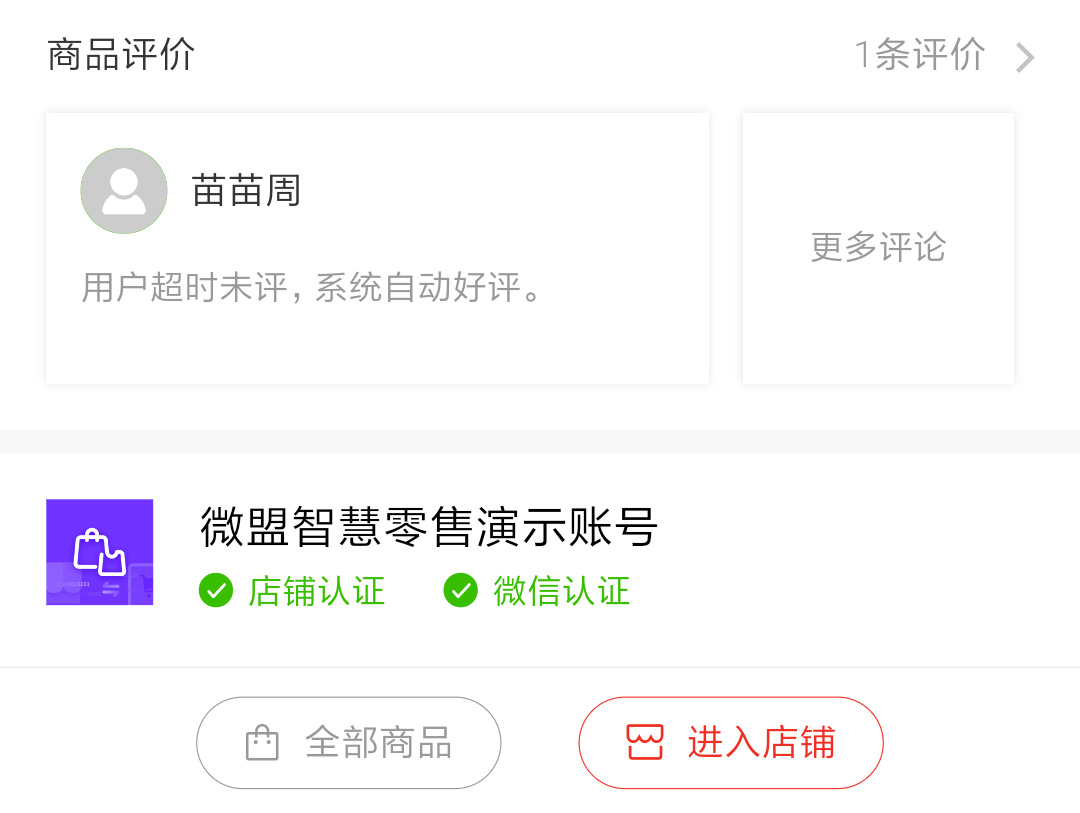 商品评价
1条评价
苗苗周
用户超时未评，系统自动好评。
更多评论
微盟智慧零售演示账号
店铺认证
微信认证
全部商品
进入店铺